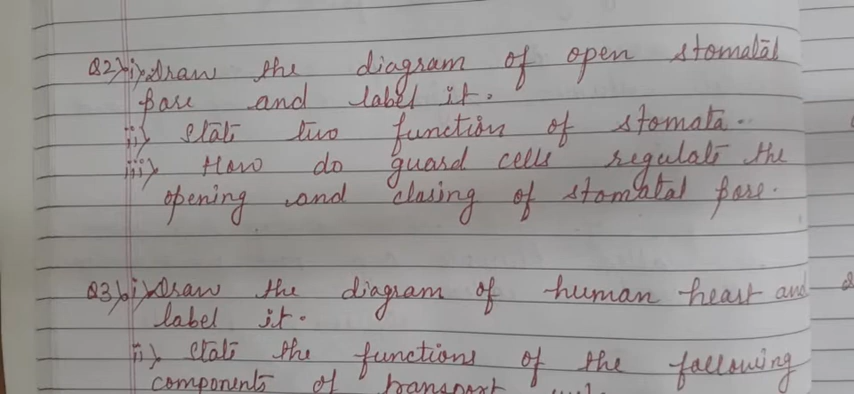 Q2) i) Draw the diagram of open stomatal
pore and label it.
ii) State two function of stomata.
iii) How do guard cells regulate the
opening and closing of stomatal pore.
Q3) i) Draw the diagram of human heart and
label it.
ii) State the functions of the following
components of transport